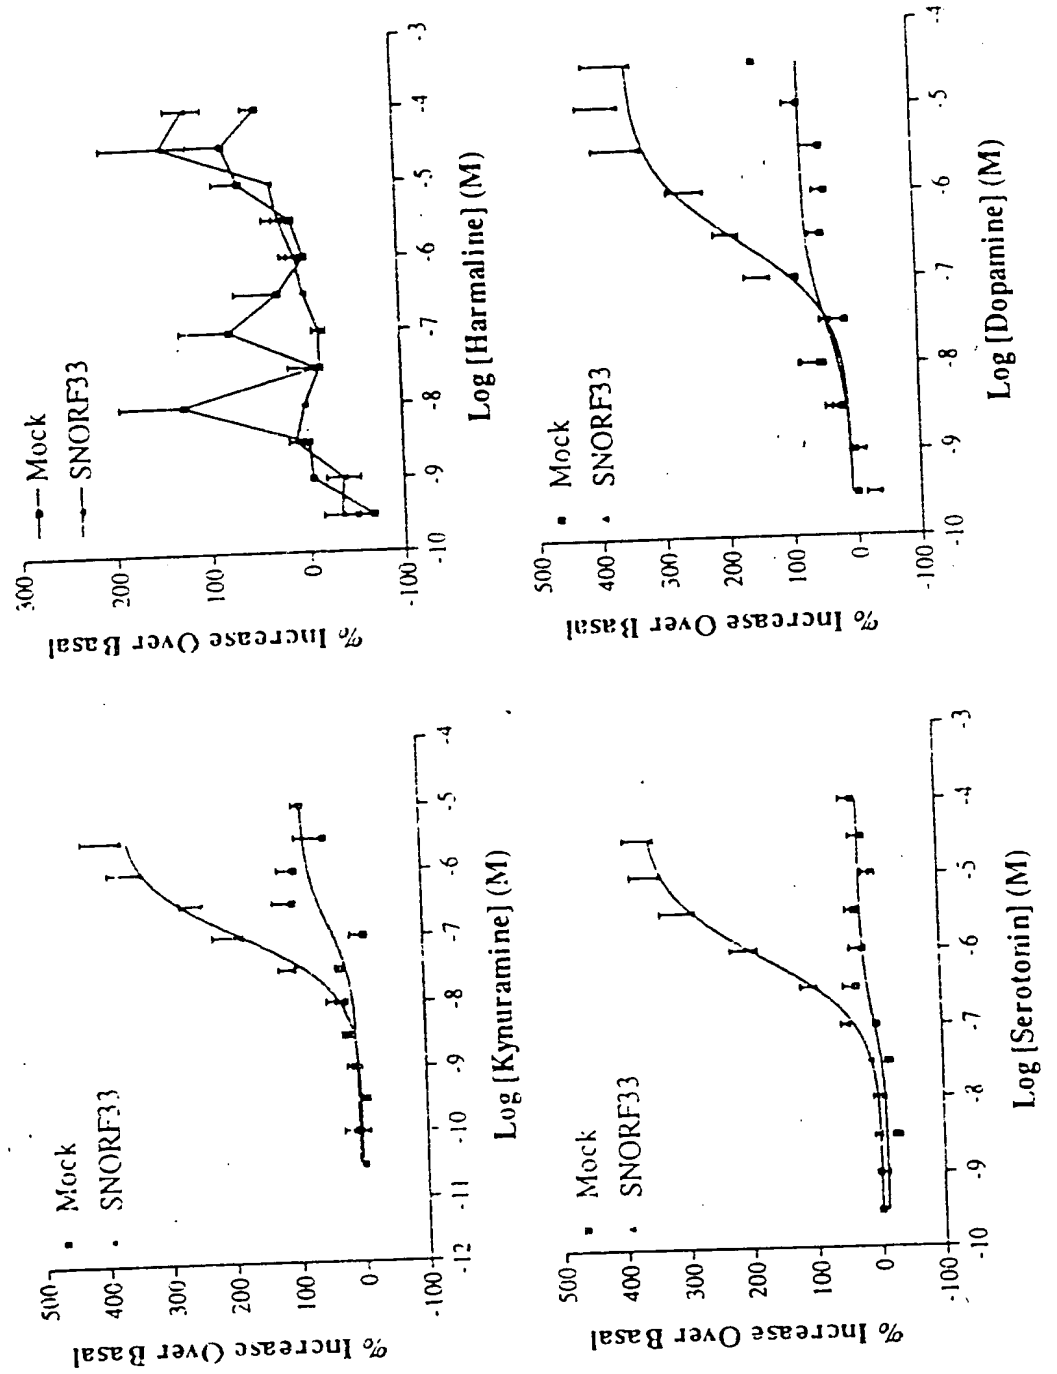 % Increase Over Basal
500
400
300
200
100
0
-100
Mock
SNORF33
-12 -11 -10 -9 -8 -7 -6 -5 -4
Log [Kynuramine] (M)
% Increase Over Basal
300
200
100
0
-100
Mock
SNORF33
-10 -9 -8 -7 -6 -5 -4 -3
Log [Harmaline] (M)
% Increase Over Basal
500
400
300
200
100
0
-100
Mock
SNORF33
-10 -9 -8 -7 -6 -5 -4 -3
Log [Serotonin] (M)
% Increase Over Basal
500
400
300
200
100
0
-100
Mock
SNORF33
-10 -9 -8 -7 -6 -5 -4
Log [Dopamine] (M)